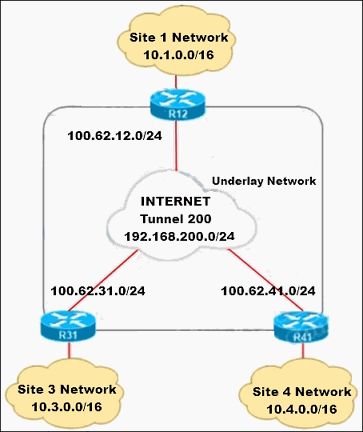 Site 1 Network
10.1.0.0/16
R12
100.62.12.0/24
Underlay Network
INTERNET
Tunnel 200
192.168.200.0/24
100.62.31.0/24
100.62.41.0/24
R31
R41
Site 3 Network
10.3.0.0/16
Site 4 Network
10.4.0.0/16